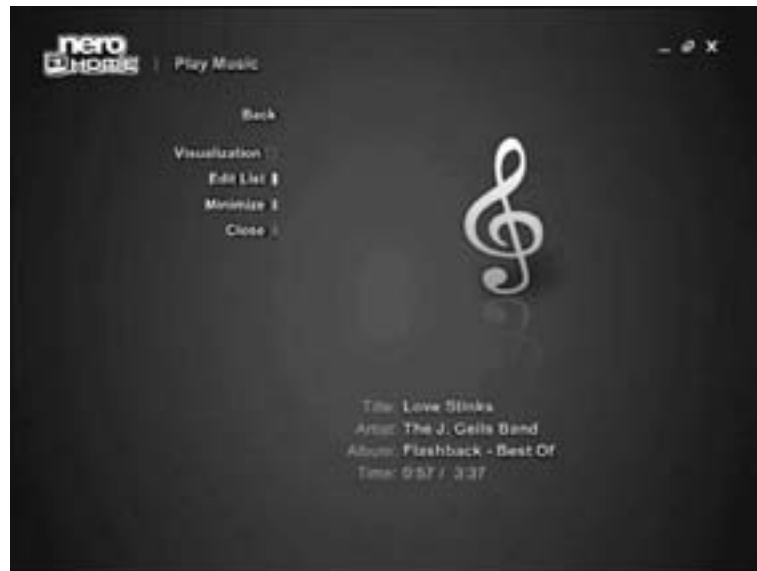 nero
HOME | Play Music
Back
Visualization
Edit List
Minimize
Close
Title: Love Stinks
Artist: The J. Geils Band
Album: Flashback - Best Of
Time: 0:57 / 3:37